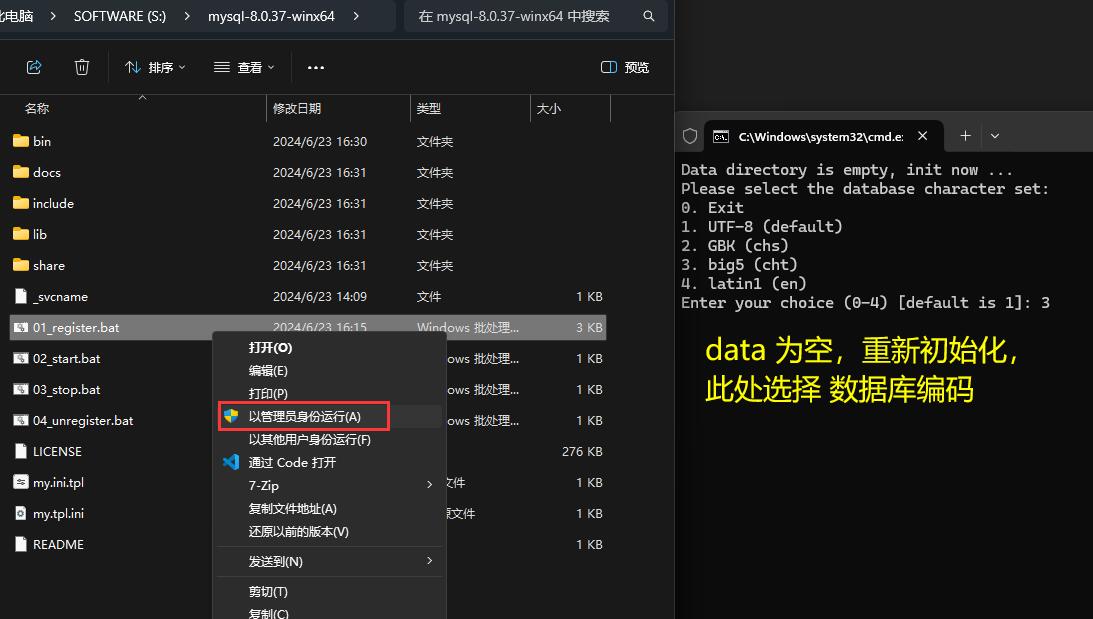 此电脑 > SOFTWARE (S:) > mysql-8.0.37-winx64 >
在 mysql-8.0.37-winx64 中搜索
排序 查看 ... 预览
名称 修改日期 类型 大小
bin 2024/6/23 16:30 文件夹
docs 2024/6/23 16:31 文件夹
include 2024/6/23 16:31 文件夹
lib 2024/6/23 16:31 文件夹
share 2024/6/23 16:31 文件夹
_svcname 2024/6/23 14:09 文件 1 KB
01_register.bat 2024/6/23 16:15 Windows 批处理... 3 KB
02_start.bat ows 批处理... 1 KB
03_stop.bat ows 批处理... 1 KB
04_unregister.bat ows 批处理... 1 KB
LICENSE 276 KB
my.ini.tpl 文件 1 KB
my.tpl.ini 文件 1 KB
README 1 KB
打开(O)
编辑(E)
打印(P)
以管理员身份运行(A)
以其他用户身份运行(F)
通过 Code 打开
7-Zip >
复制文件地址(A)
还原以前的版本(V)
发送到(N) >
剪切(T)
复制(C)
C:\Windows\system32\cmd.e:
Data directory is empty, init now ...
Please select the database character set:
0. Exit
1. UTF-8 (default)
2. GBK (chs)
3. big5 (cht)
4. latin1 (en)
Enter your choice (0-4) [default is 1]: 3
data 为空，重新初始化，
此处选择 数据库编码